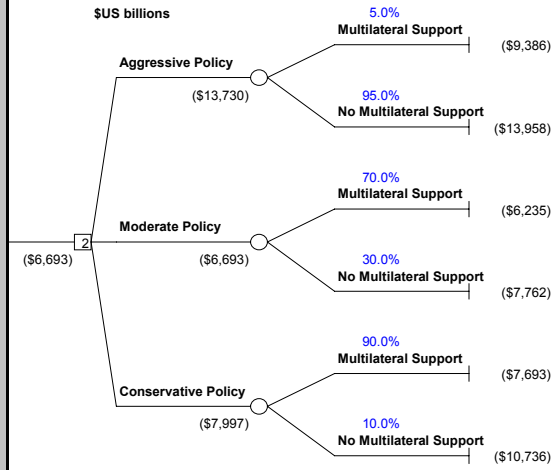 $US billions
5.0%
Multilateral Support
($9,386)
Aggressive Policy
($13,730)
95.0%
No Multilateral Support
($13,958)
70.0%
Multilateral Support
($6,235)
Moderate Policy
2
($6,693)
($6,693)
30.0%
No Multilateral Support
($7,762)
90.0%
Multilateral Support
($7,693)
Conservative Policy
($7,997)
10.0%
No Multilateral Support
($10,736)